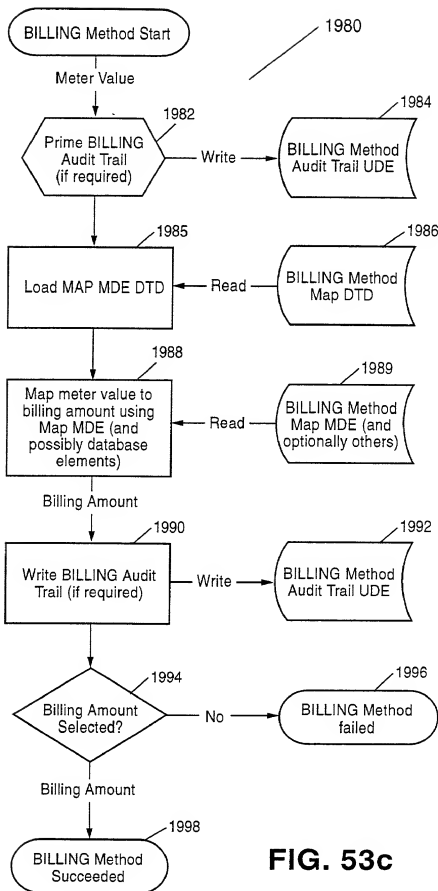 BILLING Method Start
1980
Meter Value
1982
1984
Prime BILLING
Audit Trail
(if required)
Write
BILLING Method
Audit Trail UDE
1985
1986
Load MAP MDE DTD
Read
BILLING Method
Map DTD
1988
1989
Map meter value to
billing amount using
Map MDE (and
possibly database
elements)
Read
BILLING Method
Map MDE (and
optionally others)
Billing Amount
1990
1992
Write BILLING Audit
Trail (if required)
Write
BILLING Method
Audit Trail UDE
1994
1996
Billing Amount
Selected?
No
BILLING Method
failed
Billing Amount
1998
BILLING Method
Succeeded
FIG. 53c